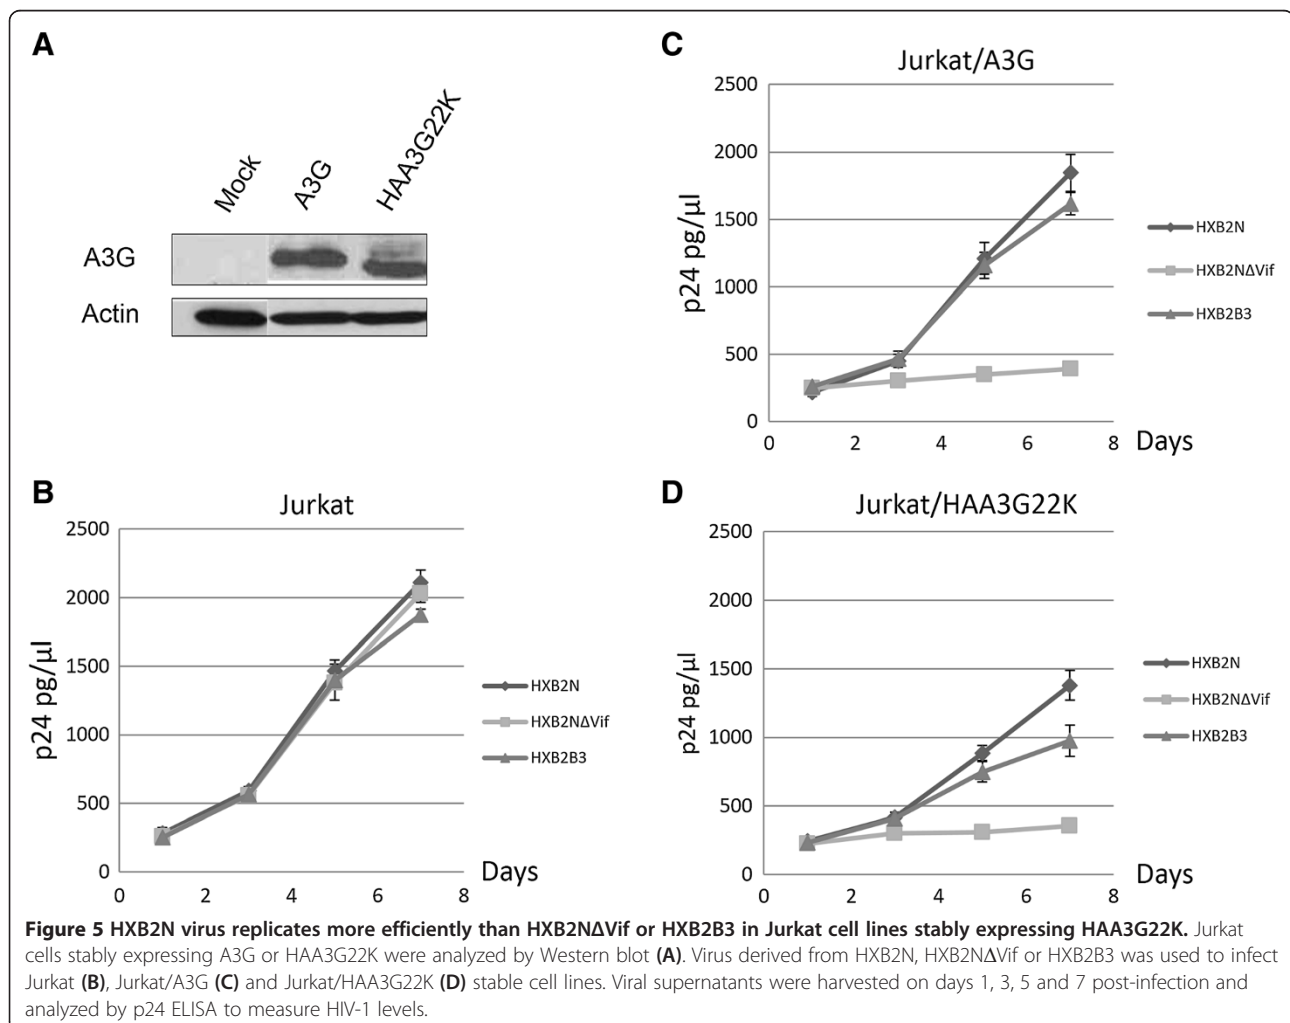 A
Mock
A3G
HAA3G22K
A3G
Actin
B
Jurkat
2500
2000
1500
1000
500
0
p24 pg/µl
0 2 4 6 8
Days
HXB2N
HXB2NΔVif
HXB2B3
C
Jurkat/A3G
2500
2000
1500
1000
500
0
p24 pg/µl
0 2 4 6 8
Days
HXB2N
HXB2NΔVif
HXB2B3
D
Jurkat/HAA3G22K
2500
2000
1500
1000
500
0
p24 pg/µl
0 2 4 6 8
Days
HXB2N
HXB2NΔVif
HXB2B3
Figure 5 HXB2N virus replicates more efficiently than HXB2NΔVif or HXB2B3 in Jurkat cell lines stably expressing HAA3G22K. Jurkat
cells stably expressing A3G or HAA3G22K were analyzed by Western blot (A). Virus derived from HXB2N, HXB2NΔVif or HXB2B3 was used to infect
Jurkat (B), Jurkat/A3G (C) and Jurkat/HAA3G22K (D) stable cell lines. Viral supernatants were harvested on days 1, 3, 5 and 7 post-infection and
analyzed by p24 ELISA to measure HIV-1 levels.